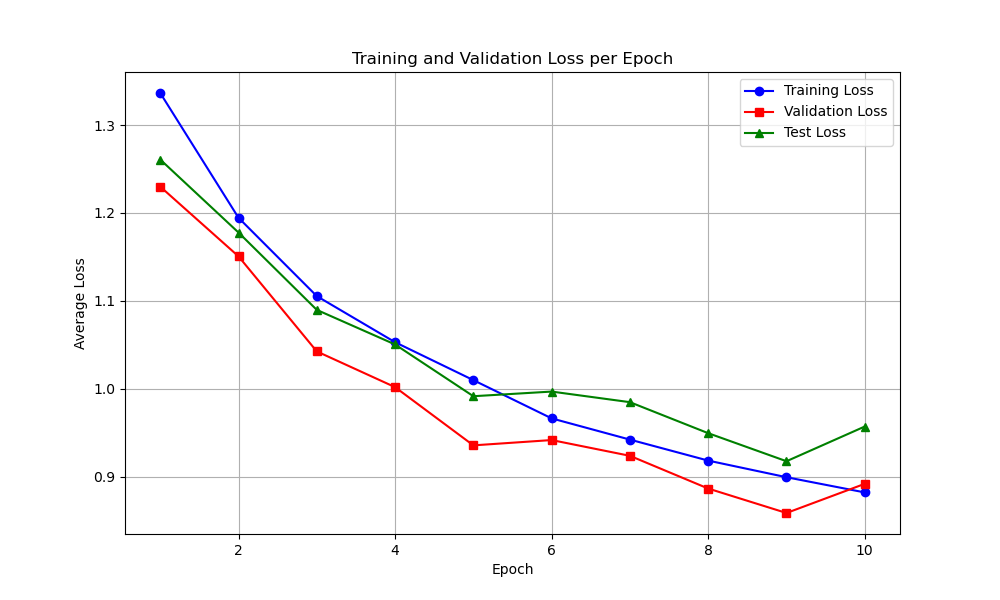 Training and Validation Loss per Epoch
Training Loss
Validation Loss
Test Loss
Average Loss
1.3
1.2
1.1
1.0
0.9
2
4
6
8
10
Epoch